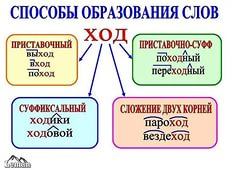 СПОСОБЫ ОБРАЗОВАНИЯ СЛОВ
ХОД
ПРИСТАВОЧНЫЙ
выход
вход
поход
ПРИСТАВОЧНО-СУФФ
походный
переходный
СУФФИКСАЛЬНЫЙ
ходики
ходовой
СЛОЖЕНИЕ ДВУХ КОРНЕЙ
пароход
вездеход